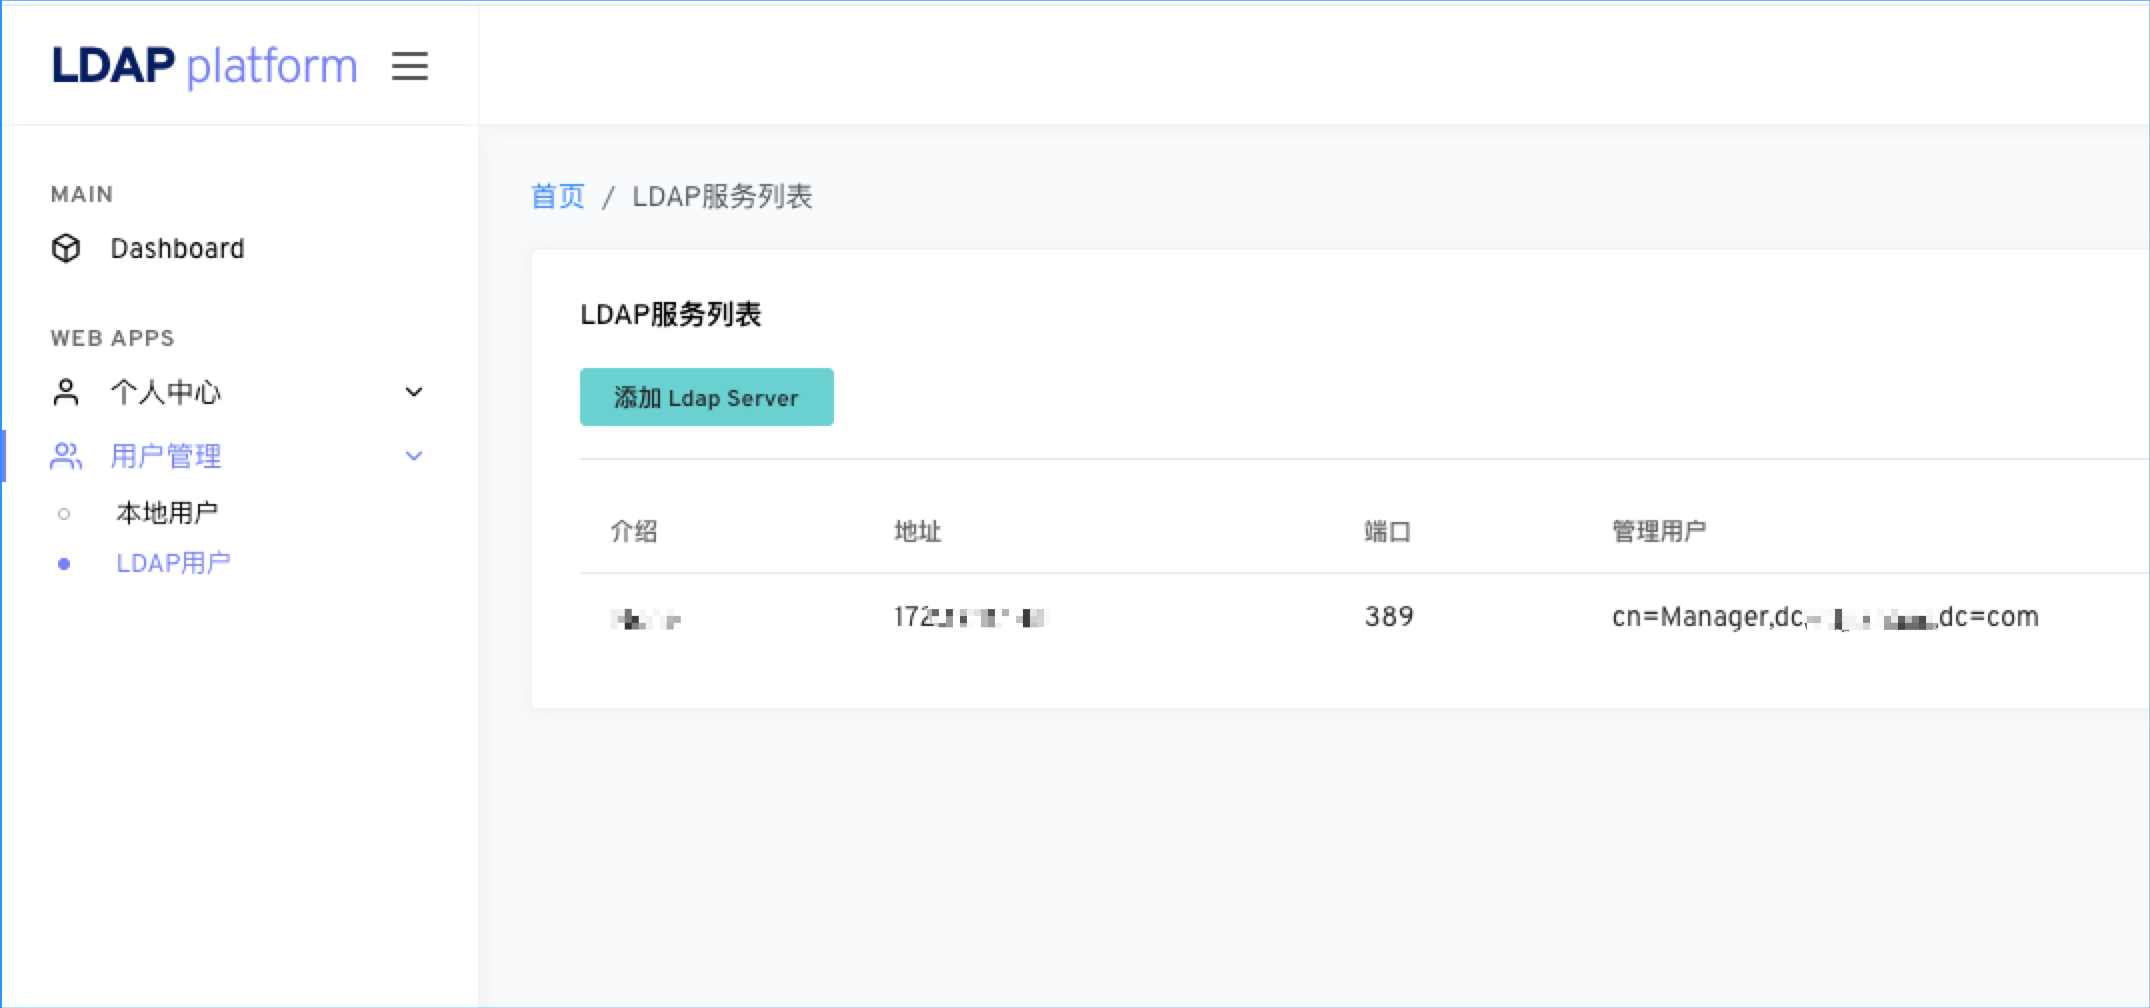 LDAP platform
MAIN
Dashboard
WEB APPS
个人中心
用户管理
本地用户
LDAP用户
首页 / LDAP服务列表
LDAP服务列表
添加 Ldap Server
介绍 地址 端口 管理用户
172 389 cn=Manager,dc ,dc=com